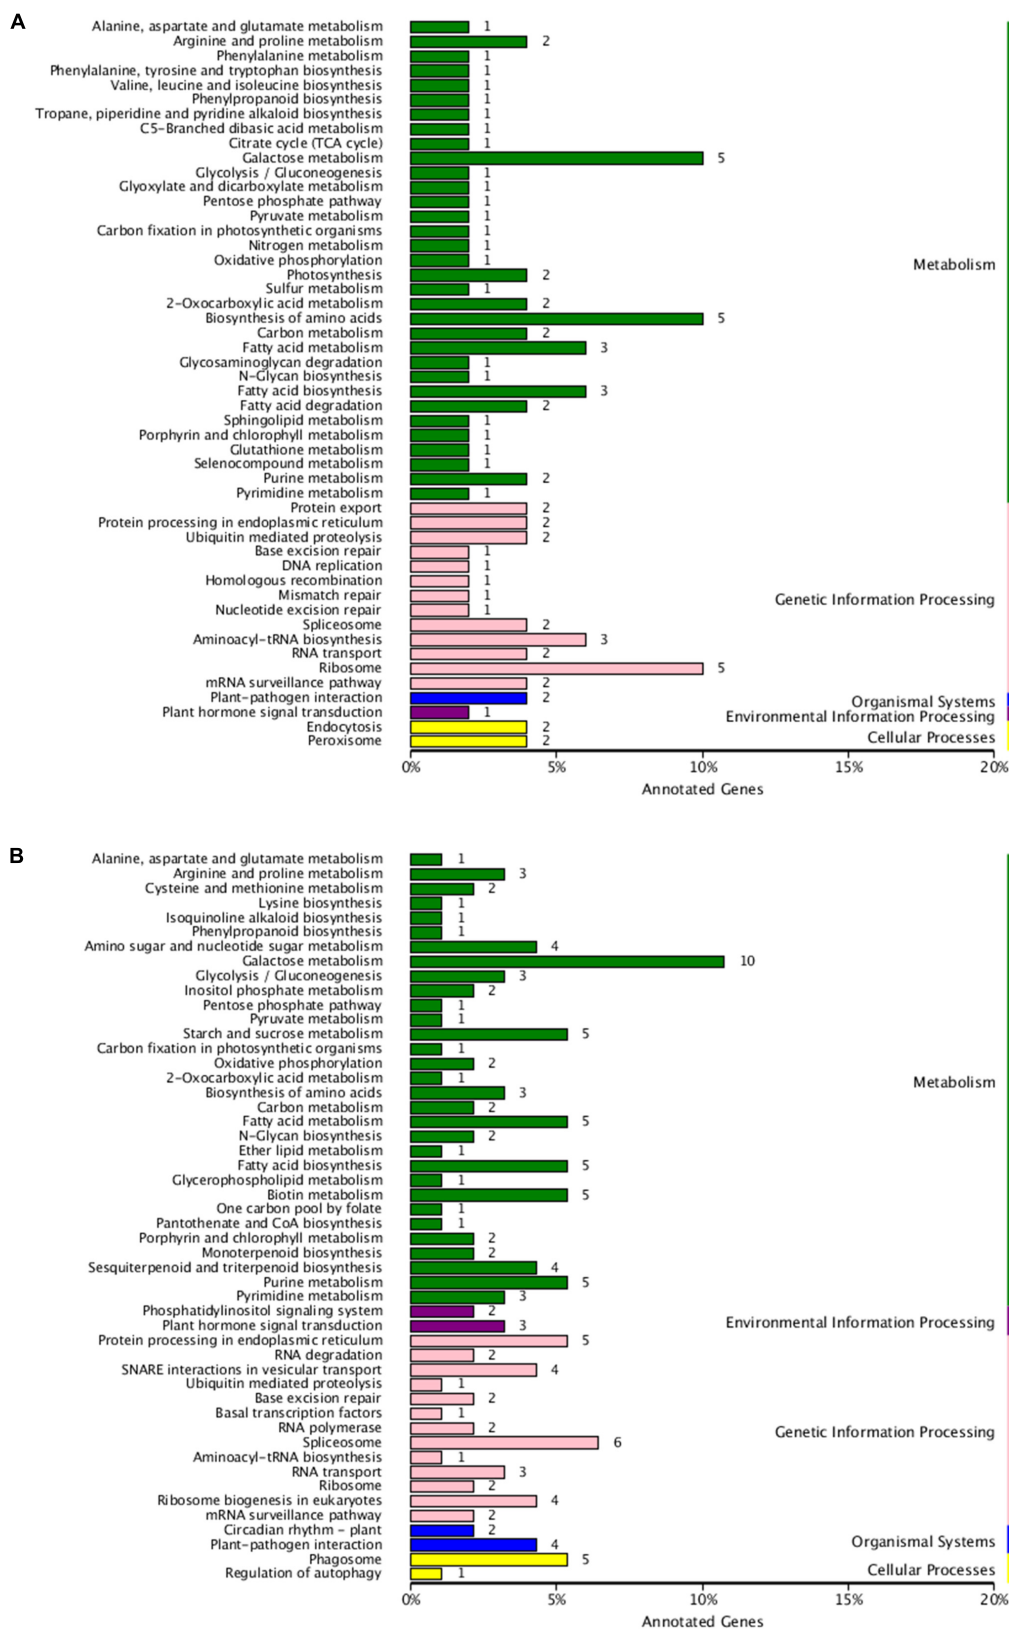 A
Alanine, aspartate and glutamate metabolism 1
Arginine and proline metabolism 2
Phenylalanine metabolism 1
Phenylalanine, tyrosine and tryptophan biosynthesis 1
Valine, leucine and isoleucine biosynthesis 1
Phenylpropanoid biosynthesis 1
Tropane, piperidine and pyridine alkaloid biosynthesis 1
C5-Branched dibasic acid metabolism 1
Citrate cycle (TCA cycle) 1
Galactose metabolism 5
Glycolysis / Gluconeogenesis 1
Glyoxylate and dicarboxylate metabolism 1
Pentose phosphate pathway 1
Pyruvate metabolism 1
Carbon fixation in photosynthetic organisms 1
Nitrogen metabolism 1
Oxidative phosphorylation 1
Metabolism
Photosynthesis 2
Sulfur metabolism 1
2-Oxocarboxylic acid metabolism 2
Biosynthesis of amino acids 5
Carbon metabolism 2
Fatty acid metabolism 3
Glycosaminoglycan degradation 1
N-Glycan biosynthesis 1
Fatty acid biosynthesis 3
Fatty acid degradation 2
Sphingolipid metabolism 1
Porphyrin and chlorophyll metabolism 1
Glutathione metabolism 1
Selenocompound metabolism 1
Purine metabolism 2
Pyrimidine metabolism 1
Protein export 2
Protein processing in endoplasmic reticulum 2
Ubiquitin mediated proteolysis 2
Base excision repair 1
DNA replication 1
Homologous recombination 1
Mismatch repair 1
Genetic Information Processing
Nucleotide excision repair 1
Spliceosome 2
Aminoacyl-tRNA biosynthesis 3
RNA transport 2
Ribosome 5
mRNA surveillance pathway 2
Plant-pathogen interaction 2
Organismal Systems
Plant hormone signal transduction 1
Environmental Information Processing
Endocytosis 2
Cellular Processes
Peroxisome 2
0% 5% 10% 15% 20%
Annotated Genes
B
Alanine, aspartate and glutamate metabolism 1
Arginine and proline metabolism 3
Cysteine and methionine metabolism 2
Lysine biosynthesis 1
Isoquinoline alkaloid biosynthesis 1
Phenylpropanoid biosynthesis 1
Amino sugar and nucleotide sugar metabolism 4
Galactose metabolism 10
Glycolysis / Gluconeogenesis 3
Inositol phosphate metabolism 2
Pentose phosphate pathway 1
Pyruvate metabolism 1
Starch and sucrose metabolism 5
Carbon fixation in photosynthetic organisms 1
Oxidative phosphorylation 2
2-Oxocarboxylic acid metabolism 1
Metabolism
Biosynthesis of amino acids 3
Carbon metabolism 2
Fatty acid metabolism 5
N-Glycan biosynthesis 2
Ether lipid metabolism 1
Fatty acid biosynthesis 5
Glycerophospholipid metabolism 1
Biotin metabolism 5
One carbon pool by folate 1
Pantothenate and CoA biosynthesis 1
Porphyrin and chlorophyll metabolism 2
Monoterpenoid biosynthesis 2
Sesquiterpenoid and triterpenoid biosynthesis 4
Purine metabolism 5
Pyrimidine metabolism 3
Phosphatidylinositol signaling system 2
Environmental Information Processing
Plant hormone signal transduction 3
Protein processing in endoplasmic reticulum 5
RNA degradation 2
SNARE interactions in vesicular transport 4
Ubiquitin mediated proteolysis 1
Base excision repair 2
Basal transcription factors 1
RNA polymerase 2
Genetic Information Processing
Spliceosome 6
Aminoacyl-tRNA biosynthesis 1
RNA transport 3
Ribosome 2
Ribosome biogenesis in eukaryotes 4
mRNA surveillance pathway 2
Circadian rhythm - plant 2
Organismal Systems
Plant-pathogen interaction 4
Phagosome 5
Cellular Processes
Regulation of autophagy 1
0% 5% 10% 15% 20%
Annotated Genes